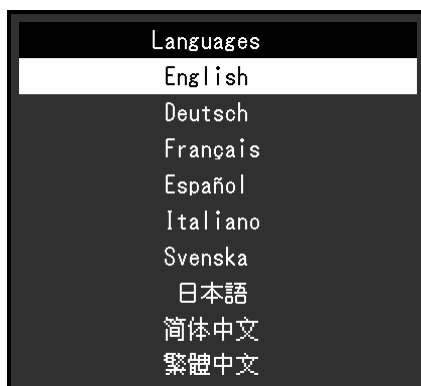 Languages
English
Deutsch
Français
Español
Italiano
Svenska
日本語
简体中文
繁體中文